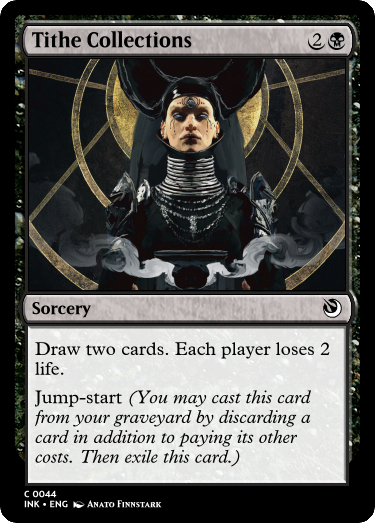 Tithe Collections 2
Sorcery
Draw two cards. Each player loses 2
life.
Jump-start (You may cast this card
from your graveyard by discarding a
card in addition to paying its other
costs. Then exile this card.)
C 0044
INK • ENG Anato Finnstark